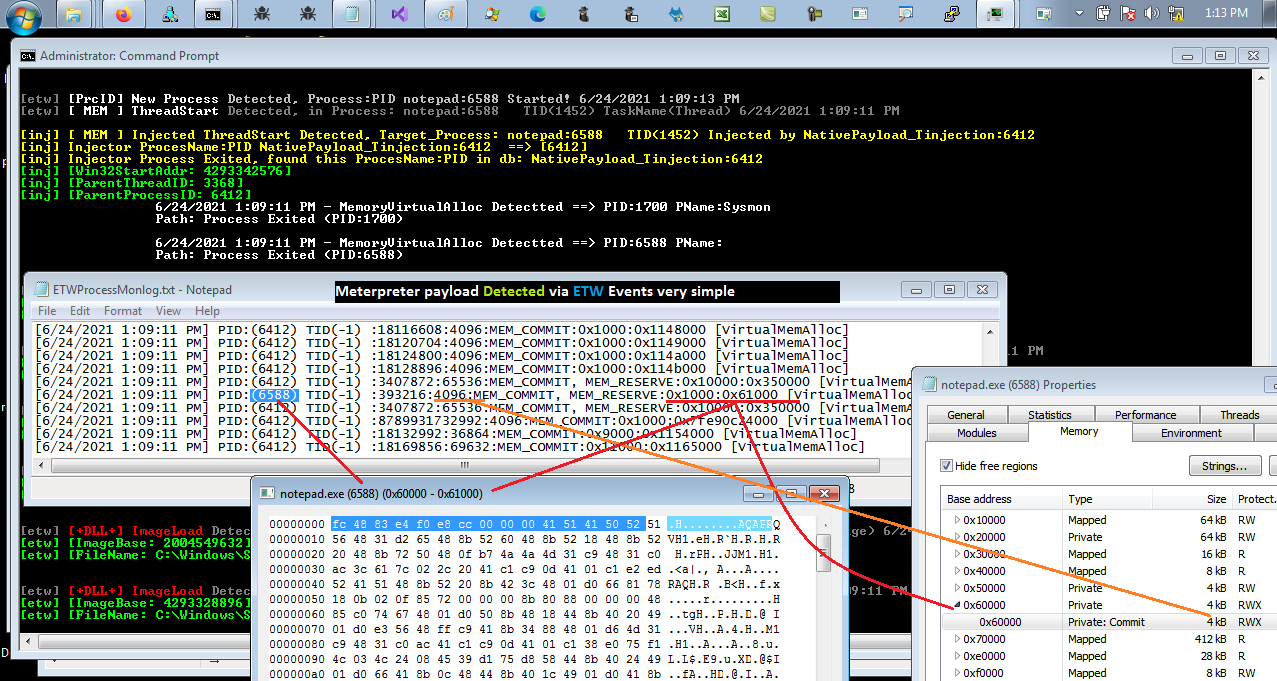 1:13 PM
Administrator: Command Prompt
[etw] [PrcID] New Process Detected, Process:PID notepad:6588 Started! 6/24/2021 1:09:13 PM
[etw] [ MEM ] ThreadStart Detected, in Process: notepad:6588 TID(1452) TaskName(Thread) 6/24/2021 1:09:11 PM
[inj] [ MEM ] Injected ThreadStart Detected, Target_Process: notepad:6588 TID(1452) Injected by NativePayload_Tinjection:6412
[inj] Injector ProcesName:PID NativePayload_Tinjection:6412 ==> [6412]
[inj] Injector Process Exited, found this ProcesName:PID in db: NativePayload_Tinjection:6412
[inj] [Win32StartAddr: 4293342576]
[inj] [ParentThreadID: 3368]
[inj] [ParentProcessID: 6412]
6/24/2021 1:09:11 PM - MemoryVirtualAlloc Detectted ==> PID:1700 PName:Sysmon
Path: Process Exited (PID:1700)
6/24/2021 1:09:11 PM - MemoryVirtualAlloc Detectted ==> PID:6588 PName:
Path: Process Exited (PID:6588)
ETWProcessMonlog.txt - Notepad
Meterpreter payload Detected via ETW Events very simple
File Edit Format View Help
[6/24/2021 1:09:11 PM] PID:(6412) TID(-1) :18116608:4096:MEM_COMMIT:0x1000:0x1148000 [VirtualMemAlloc]
[6/24/2021 1:09:11 PM] PID:(6412) TID(-1) :18120704:4096:MEM_COMMIT:0x1000:0x1149000 [VirtualMemAlloc]
[6/24/2021 1:09:11 PM] PID:(6412) TID(-1) :18124800:4096:MEM_COMMIT:0x1000:0x114a000 [VirtualMemAlloc]
[6/24/2021 1:09:11 PM] PID:(6412) TID(-1) :18128896:4096:MEM_COMMIT:0x1000:0x114b000 [VirtualMemAlloc]
[6/24/2021 1:09:11 PM] PID:(6412) TID(-1) :3407872:65536:MEM_COMMIT, MEM_RESERVE:0x10000:0x350000 [VirtualMemA
[6/24/2021 1:09:11 PM] PID:(6588) TID(-1) :393216:4096:MEM_COMMIT, MEM_RESERVE:0x1000:0x61000 [VirtualMemAlloc
[6/24/2021 1:09:11 PM] PID:(6412) TID(-1) :3407872:65536:MEM_COMMIT, MEM_RESERVE:0x10000:0x350000 [VirtualMemA
[6/24/2021 1:09:11 PM] PID:(6412) TID(-1) :8789931732992:4096:MEM_COMMIT:0x1000:0x7fe90c24000 [VirtualMemAlloc]
[6/24/2021 1:09:11 PM] PID:(6412) TID(-1) :18132992:36864:MEM_COMMIT:0x9000:0x1154000 [VirtualMemAlloc]
[6/24/2021 1:09:11 PM] PID:(6412) TID(-1) :18169856:69632:MEM_COMMIT:0x11000:0x1165000 [VirtualMemAlloc]
11 PM
[etw] [+DLL+] ImageLoad Detec
[etw] [ImageBase: 2004549632]
[etw] [FileName: C:\Windows\S
[etw] [+DLL+] ImageLoad Detec
[etw] [ImageBase: 4293328896]
[etw] [FileName: C:\Windows\S
ge) 6/2
09:11 PM
notepad.exe (6588) (0x60000 - 0x61000)
00000000 fc 48 83 e4 f0 e8 cc 00 00 00 41 51 41 50 52 51 .H........AQAPRQ
00000010 56 48 31 d2 65 48 8b 52 60 48 8b 52 18 48 8b 52 VH1.eH.R`H.R.H.R
00000020 20 48 8b 72 50 48 0f b7 4a 4a 4d 31 c9 48 31 c0 H.rPH..JJM1.H1.
00000030 ac 3c 61 7c 02 2c 20 41 c1 c9 0d 41 01 c1 e2 ed .<a|., A...A....
00000040 52 41 51 48 8b 52 20 8b 42 3c 48 01 d0 66 81 78 RAQH.R .B<H..f.x
00000050 18 0b 02 0f 85 72 00 00 00 8b 80 88 00 00 00 48 .....r.........H
00000060 85 c0 74 67 48 01 d0 50 8b 48 18 44 8b 40 20 49 ..tgH..P.H.D.@ I
00000070 01 d0 e3 56 48 ff c9 41 8b 34 88 48 01 d6 4d 31 ...VH..A.4.H..M1
00000080 c9 48 31 c0 ac 41 c1 c9 0d 41 01 c1 38 e0 75 f1 .H1..A...A..8.u.
00000090 4c 03 4c 24 08 45 39 d1 75 d8 58 44 8b 40 24 49 L.L$.E9.u.XD.@$I
000000a0 01 d0 66 41 8b 0c 48 44 8b 40 1c 49 01 d0 41 8b ..fA..HD.@.I..A.
notepad.exe (6588) Properties
General Statistics Performance Threads
Modules Memory Environment
Hide free regions Strings...
Base address Type Size Protect.
0x10000 Mapped 64 kB RW
0x20000 Private 64 kB RW
0x30000 Mapped 16 kB R
0x40000 Mapped 8 kB R
0x50000 Private 4 kB RW
0x60000 Private 4 kB RWX
0x60000 Private: Commit 4 kB RWX
0x70000 Mapped 412 kB R
0xe0000 Mapped 28 kB R
0xf0000 Mapped 8 kB RW